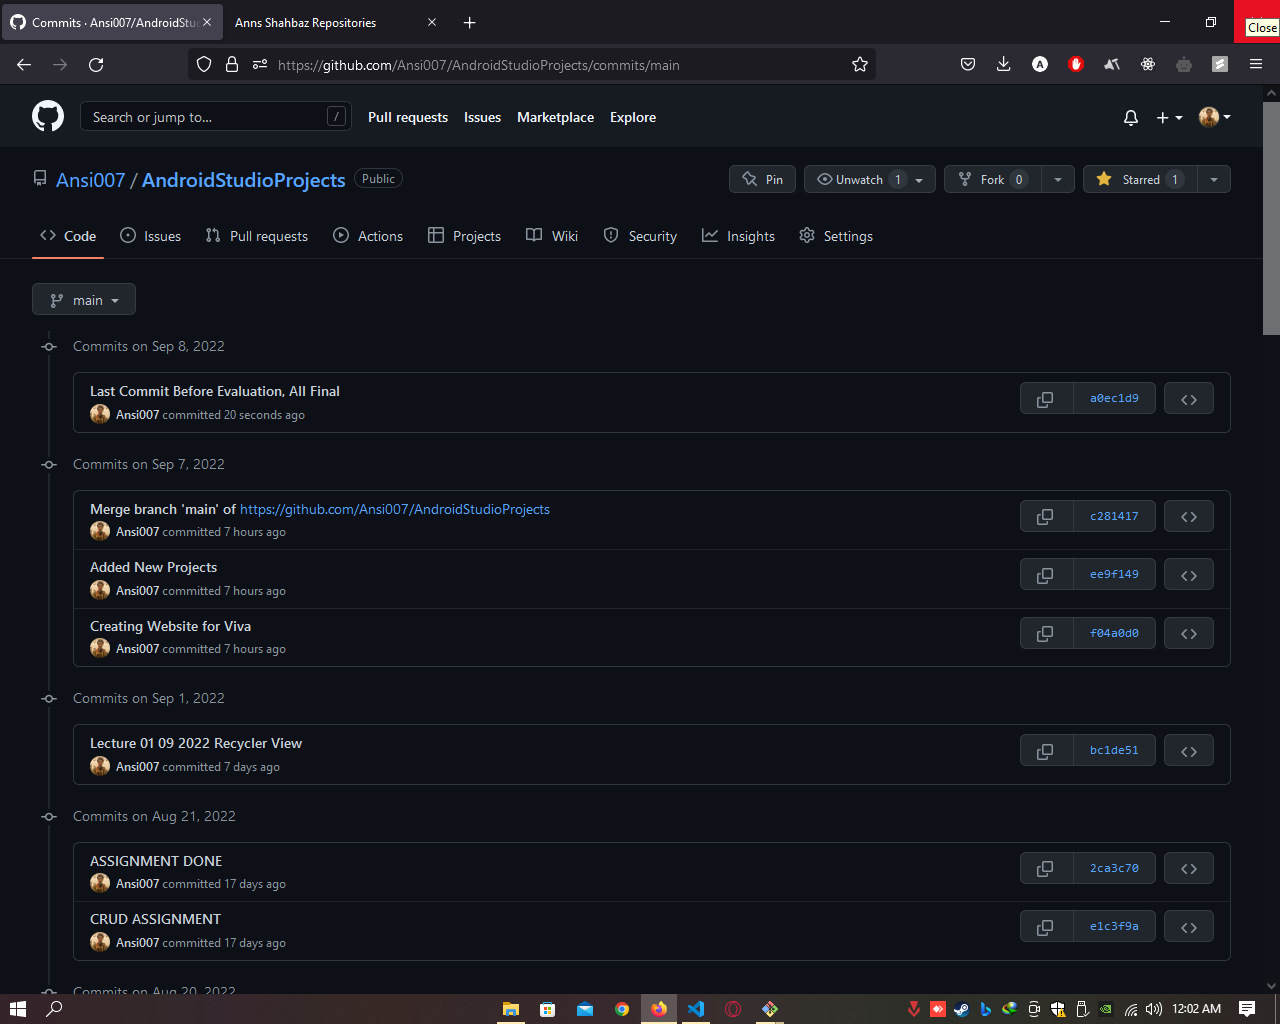 Commits · Ansi007/AndroidStu
Anns Shahbaz Repositories
Close
https://github.com/Ansi007/AndroidStudioProjects/commits/main
Search or jump to...
/
Pull requests
Issues
Marketplace
Explore
Ansi007 / AndroidStudioProjects
Public
Pin
Unwatch 1
Fork 0
Starred 1
Code
Issues
Pull requests
Actions
Projects
Wiki
Security
Insights
Settings
main
Commits on Sep 8, 2022
Last Commit Before Evaluation, All Final
a0ec1d9
Ansi007 committed 20 seconds ago
Commits on Sep 7, 2022
Merge branch 'main' of https://github.com/Ansi007/AndroidStudioProjects
c281417
Ansi007 committed 7 hours ago
Added New Projects
ee9f149
Ansi007 committed 7 hours ago
Creating Website for Viva
f04a0d0
Ansi007 committed 7 hours ago
Commits on Sep 1, 2022
Lecture 01 09 2022 Recycler View
bc1de51
Ansi007 committed 7 days ago
Commits on Aug 21, 2022
ASSIGNMENT DONE
2ca3c70
Ansi007 committed 17 days ago
CRUD ASSIGNMENT
e1c3f9a
Ansi007 committed 17 days ago
Commits on Aug 20, 2022
12:02 AM